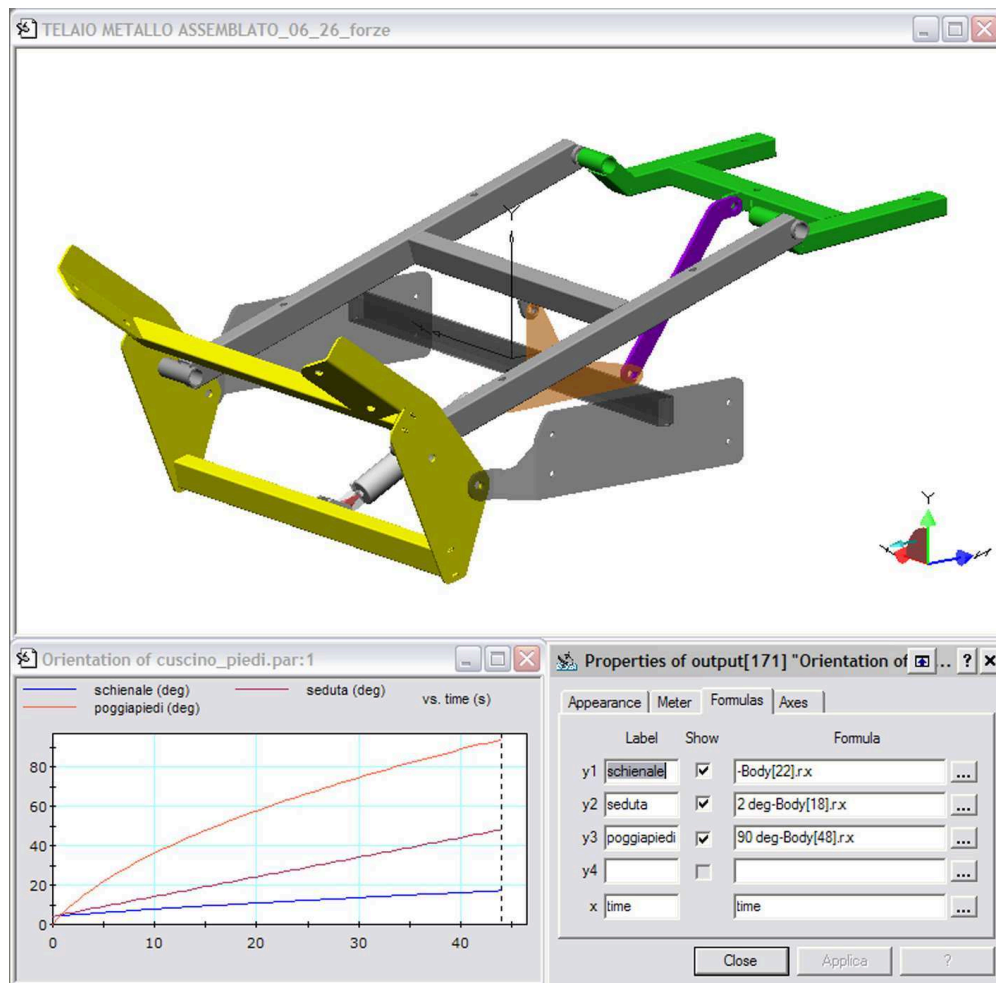 TELAIO METALLO ASSEMBLATO_06_26_forze
Y
Y
Orientation of cuscino_piedi.par:1
schienale (deg)
seduta (deg)
vs. time (s)
poggiapiedi (deg)
80
60
40
20
0
0
10
20
30
40
Properties of output[171] "Orientation of
.. ?
Appearance
Meter
Formulas
Axes
Label
Show
Formula
y1
schienale
-Body[22].r.x
...
y2
seduta
2 deg-Body[18].r.x
...
y3
poggiapiedi
90 deg-Body[48].r.x
...
y4
...
x
time
time
...
Close
Applica
?